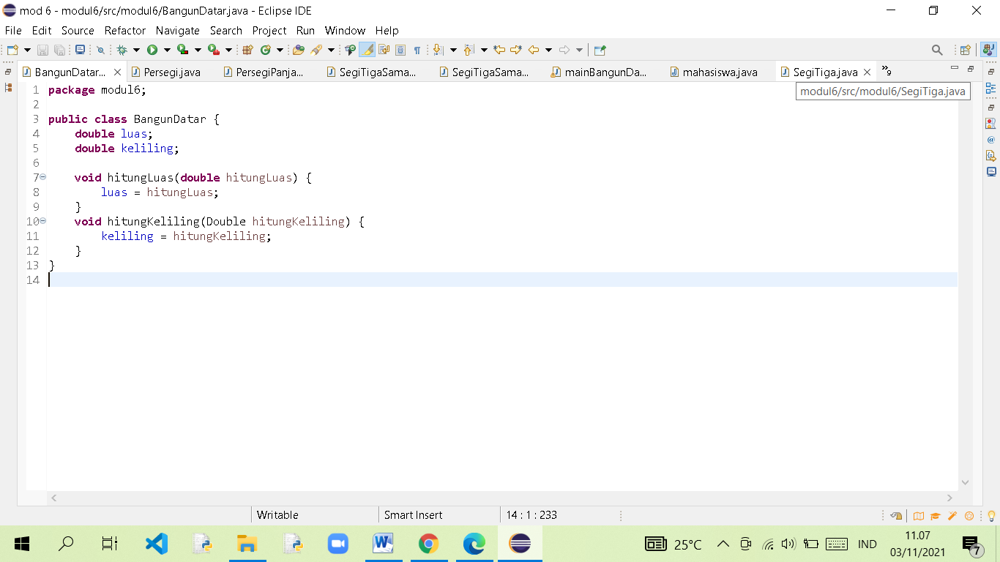 mod 6 - modul6/src/modul6/BangunDatar.java - Eclipse IDE
File Edit Source Refactor Navigate Search Project Run Window Help
BangunDatar... Persegi.java PersegiPanja... SegiTigaSama... SegiTigaSama... mainBangunDa... mahasiswa.java SegiTiga.java »9
modul6/src/modul6/SegiTiga.java
1 package modul6;
2
3 public class BangunDatar {
4 double luas;
5 double keliling;
6
7 void hitungLuas(double hitungLuas) {
8 luas = hitungLuas;
9 }
10 void hitungKeliling(Double hitungKeliling) {
11 keliling = hitungKeliling;
12 }
13 }
14
Writable Smart Insert 14 : 1 : 233
25°C IND 11.07
03/11/2021 7